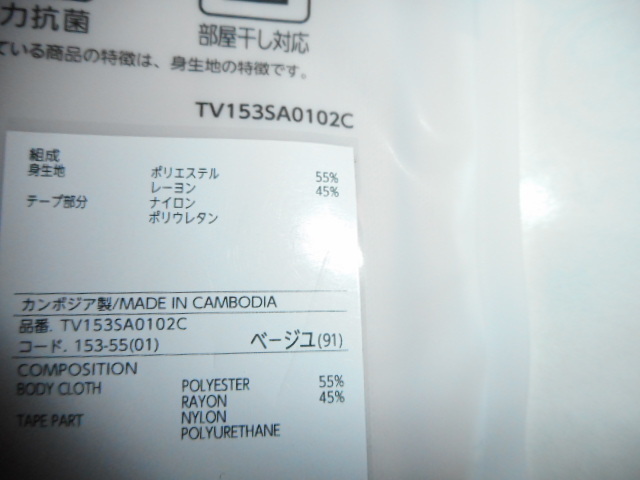 力抗菌
部屋干し対応
ている商品の特徴は、身生地の特徴です。
TV153SA0102C
組成
身生地 ポリエステル 55%
レーヨン 45%
テープ部分 ナイロン
ポリウレタン
カンボジア製/MADE IN CAMBODIA
品番. TV153SA0102C
コード. 153-55(01) ベージュ(91)
COMPOSITION
BODY CLOTH POLYESTER 55%
RAYON 45%
TAPE PART NYLON
POLYURETHANE